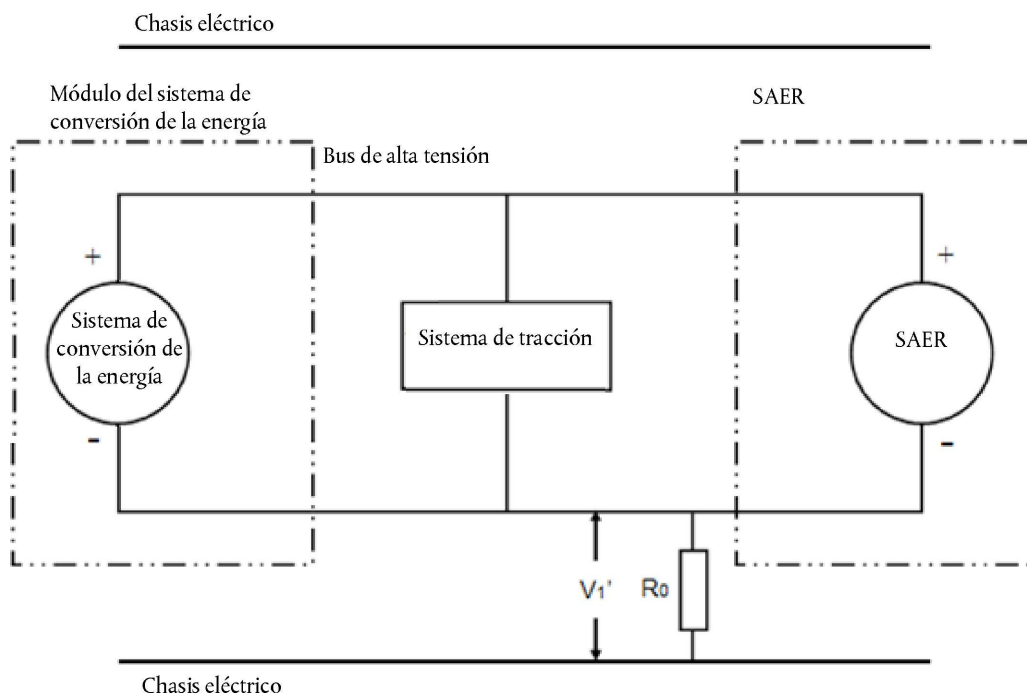 Chasis eléctrico
Módulo del sistema de
conversión de la energía
SAER
Bus de alta tensión
+
+
Sistema de
conversión de
la energía
Sistema de tracción
SAER
-
-
V1'
R0
Chasis eléctrico